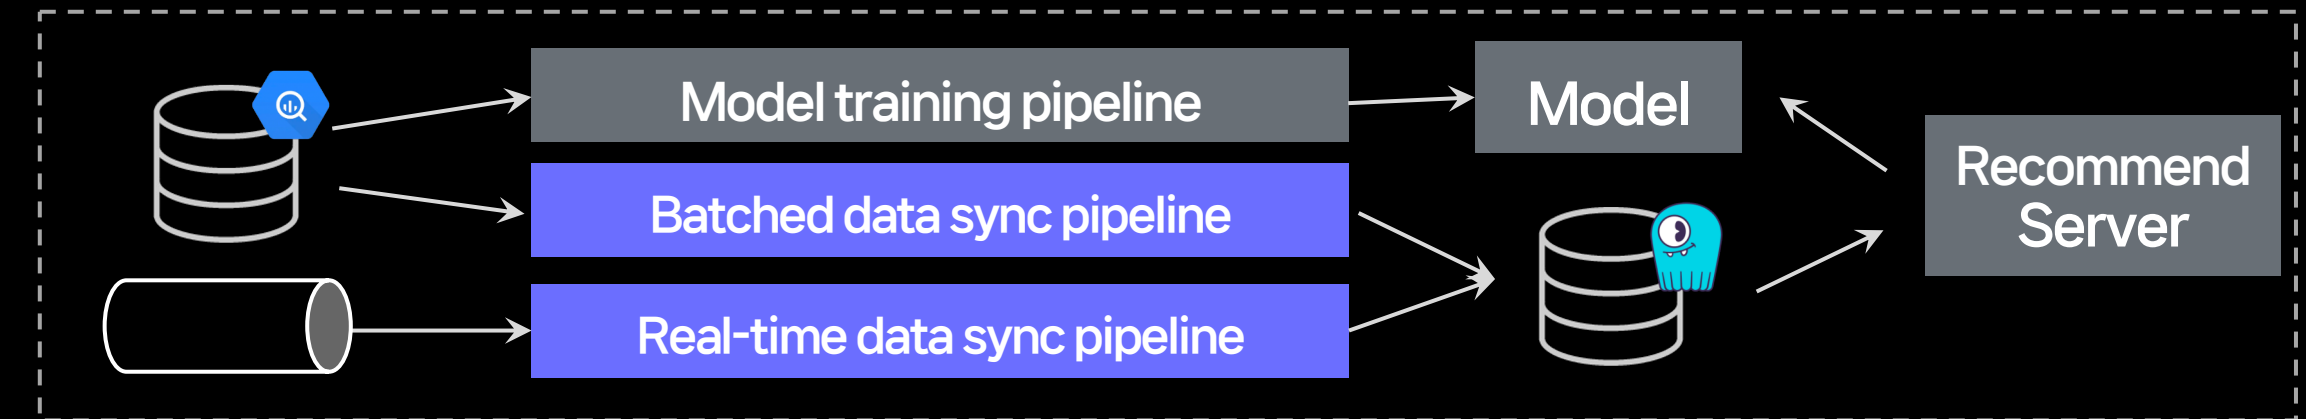 Model training pipeline
Model
Batched data sync pipeline
Real-time data sync pipeline
Recommend
Server